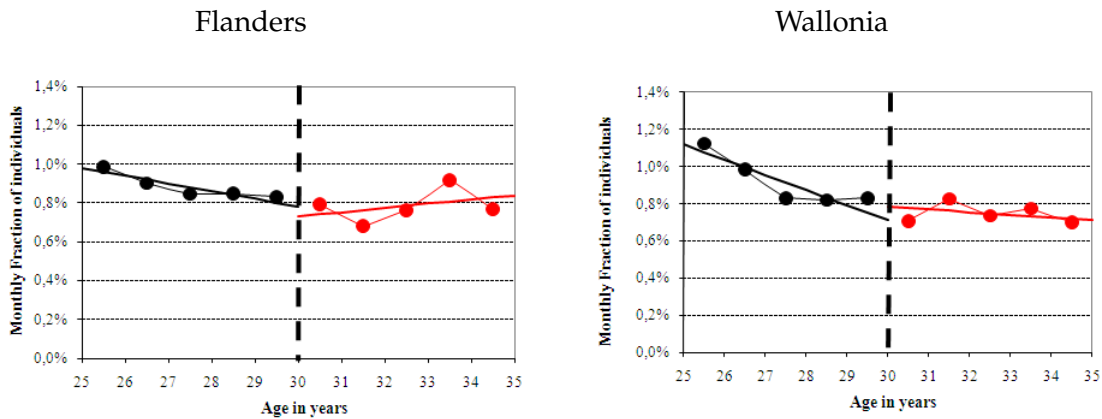 Flanders
Monthly Fraction of individuals
1,4%
1,2%
1,0%
0,8%
0,6%
0,4%
0,2%
0,0%
25 26 27 28 29 30 31 32 33 34 35
Age in years
Wallonia
Monthly Fraction of individuals
1,4%
1,2%
1,0%
0,8%
0,6%
0,4%
0,2%
0,0%
25 26 27 28 29 30 31 32 33 34 35
Age in years